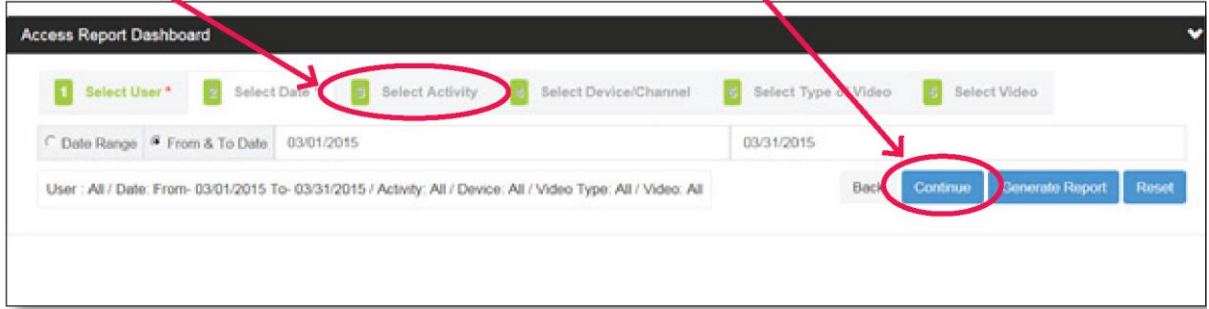 Access Report Dashboard
1 Select User * 2 Select Date * 3 Select Activity 4 Select Device/Channel Select Type of Video Select Video
Date Range From & To Date 03/01/2015 03/31/2015
User : All / Date: From- 03/01/2015 To- 03/31/2015 / Activity: All / Device: All / Video Type: All / Video: All Back Continue Generate Report Reset